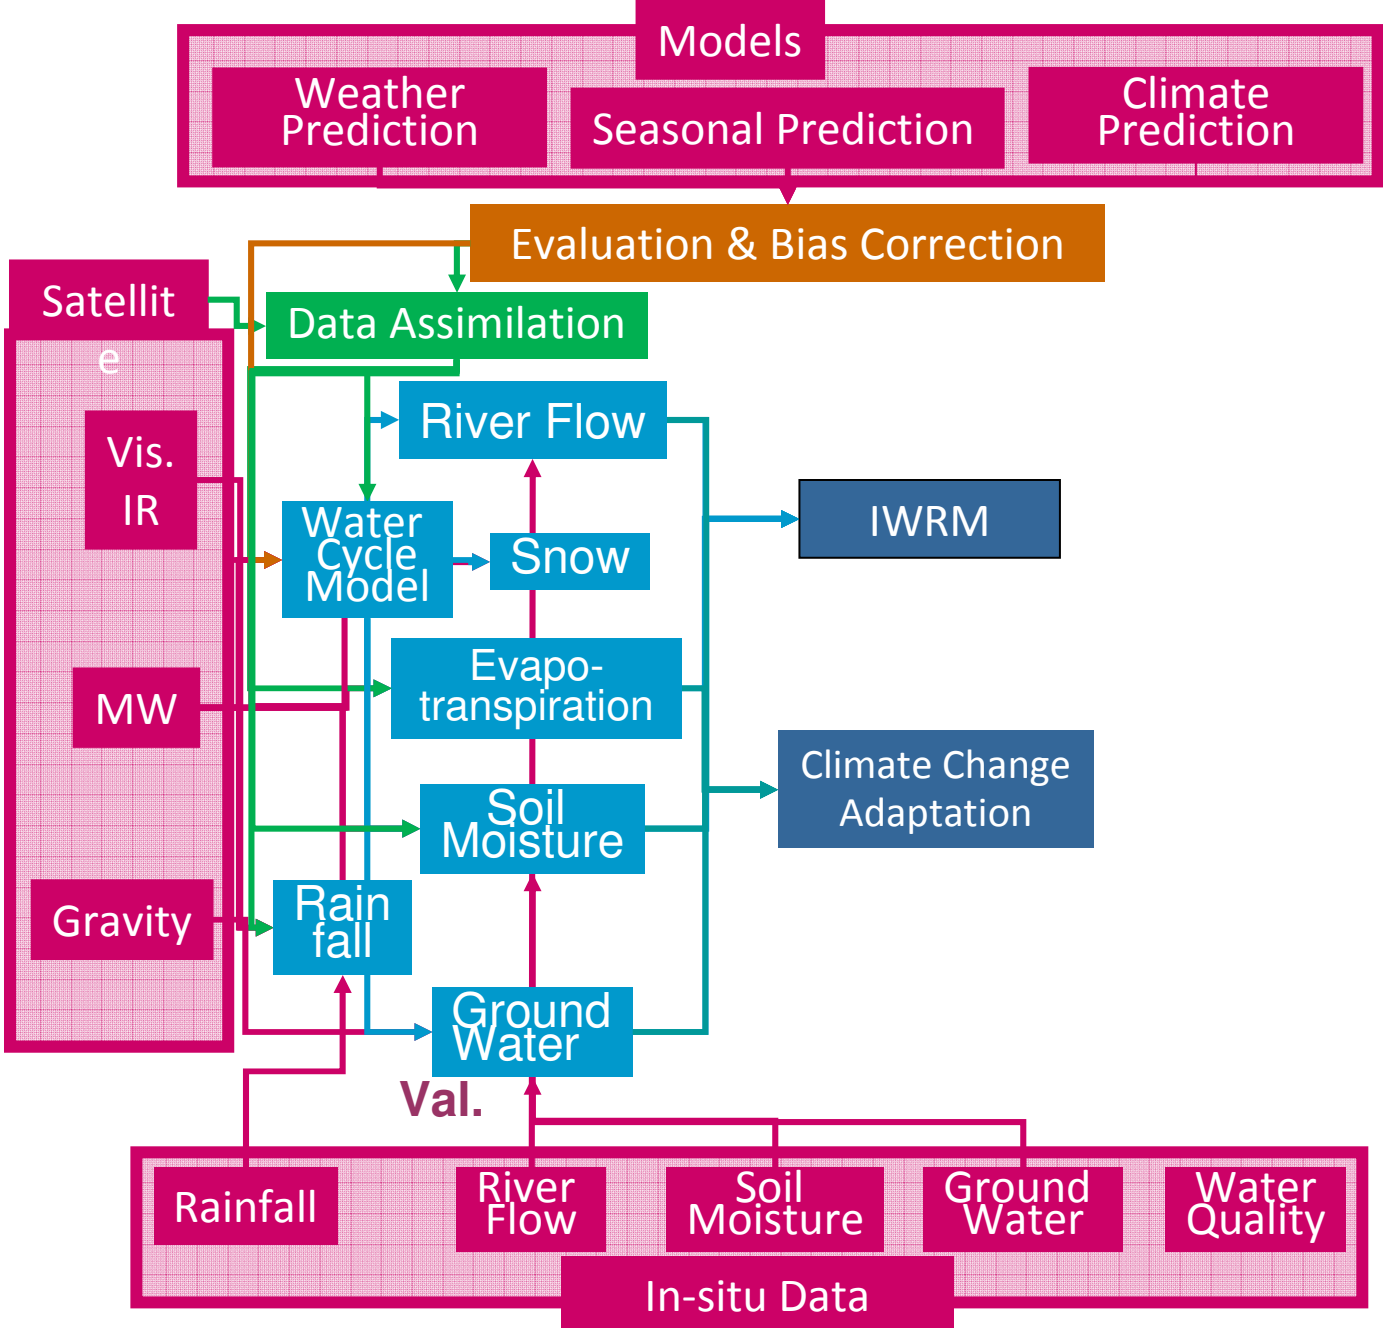 Models
Weather
Prediction
Seasonal Prediction
Climate
Prediction
Evaluation & Bias Correction
Satellit
e
Data Assimilation
Vis.
IR
River Flow
IWRM
Water
Cycle
Model
Snow
MW
Evapo-
transpiration
Climate Change
Adaptation
Soil
Moisture
Gravity
Rain
fall
Ground
Water
Val.
Rainfall
River
Flow
Soil
Moisture
Ground
Water
Water
Quality
In-situ Data